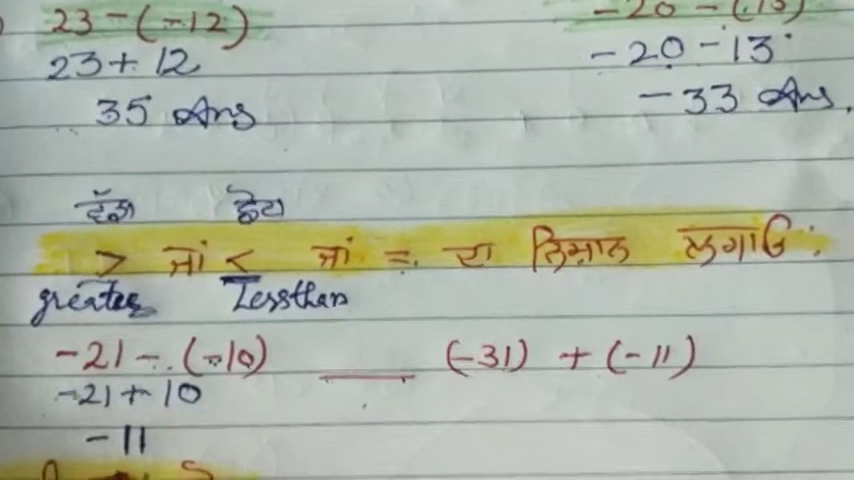 23 - (-12)
23 + 12
35 Ans
-20 - (13)
-20 - 13
-33 Ans.
ਵੱਡਾ ਛੋਟਾ
> ਜਾਂ < ਜਾਂ = ਦਾ ਨਿਸ਼ਾਨ ਲਗਾਓ :
greater Lessthan
-21 - (-10) ____ (-31) + (-11)
-21 + 10
-11